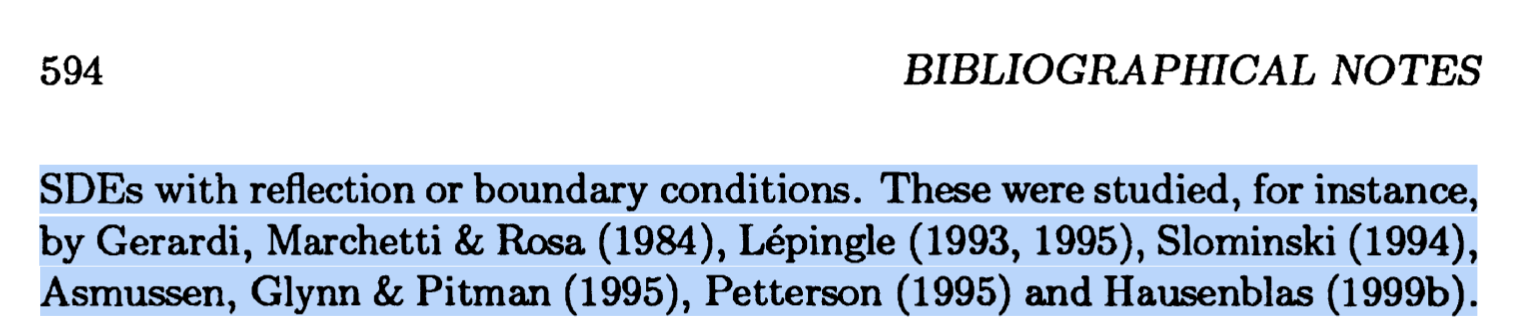 594 BIBLIOGRAPHICAL NOTES
SDEs with reflection or boundary conditions. These were studied, for instance,
by Gerardi, Marchetti & Rosa (1984), Lépingle (1993, 1995), Slominski (1994),
Asmussen, Glynn & Pitman (1995), Petterson (1995) and Hausenblas (1999b).